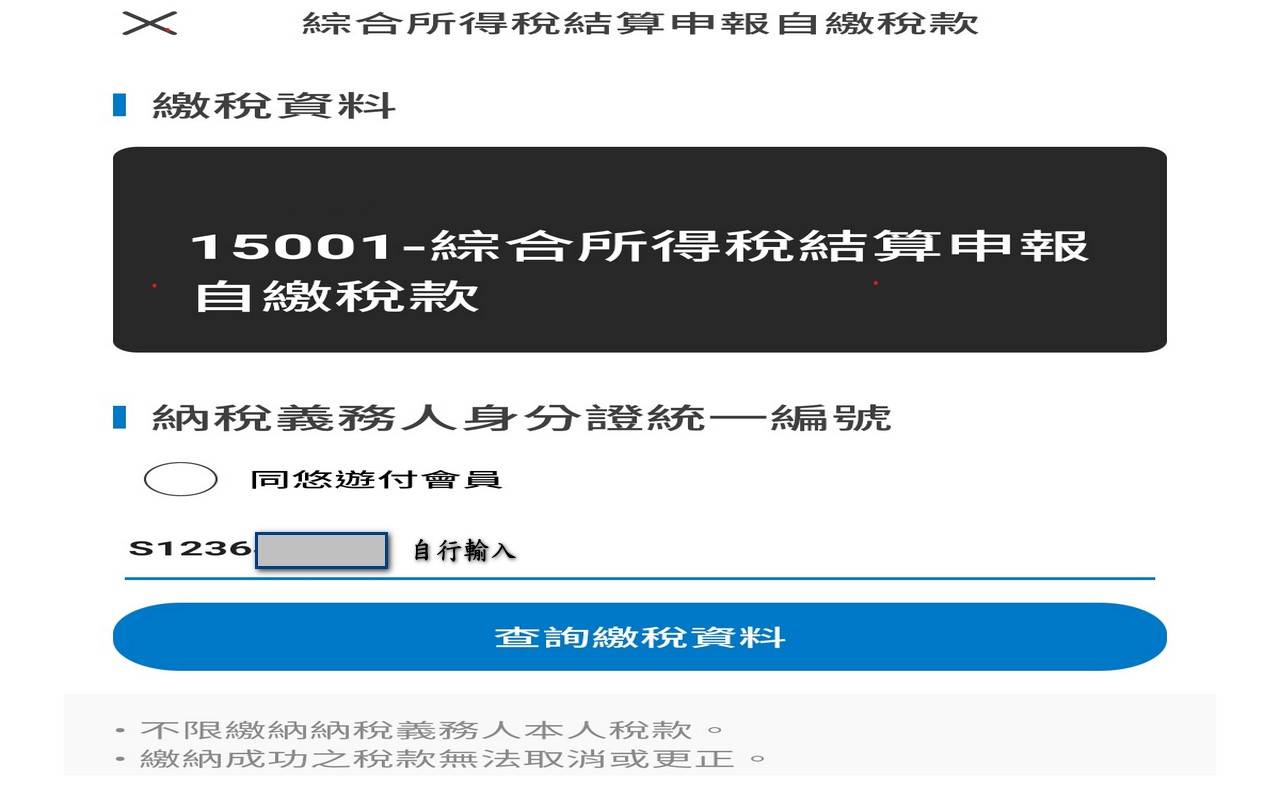 綜合所得稅結算申報自繳稅款
繳稅資料
15001-綜合所得稅結算申報
自繳稅款
納稅義務人身分證統一編號
同悠遊付會員
S1236 自行輸入
查詢繳稅資料
• 不限繳納納稅義務人本人稅款。
• 繳納成功之稅款無法取消或更正。